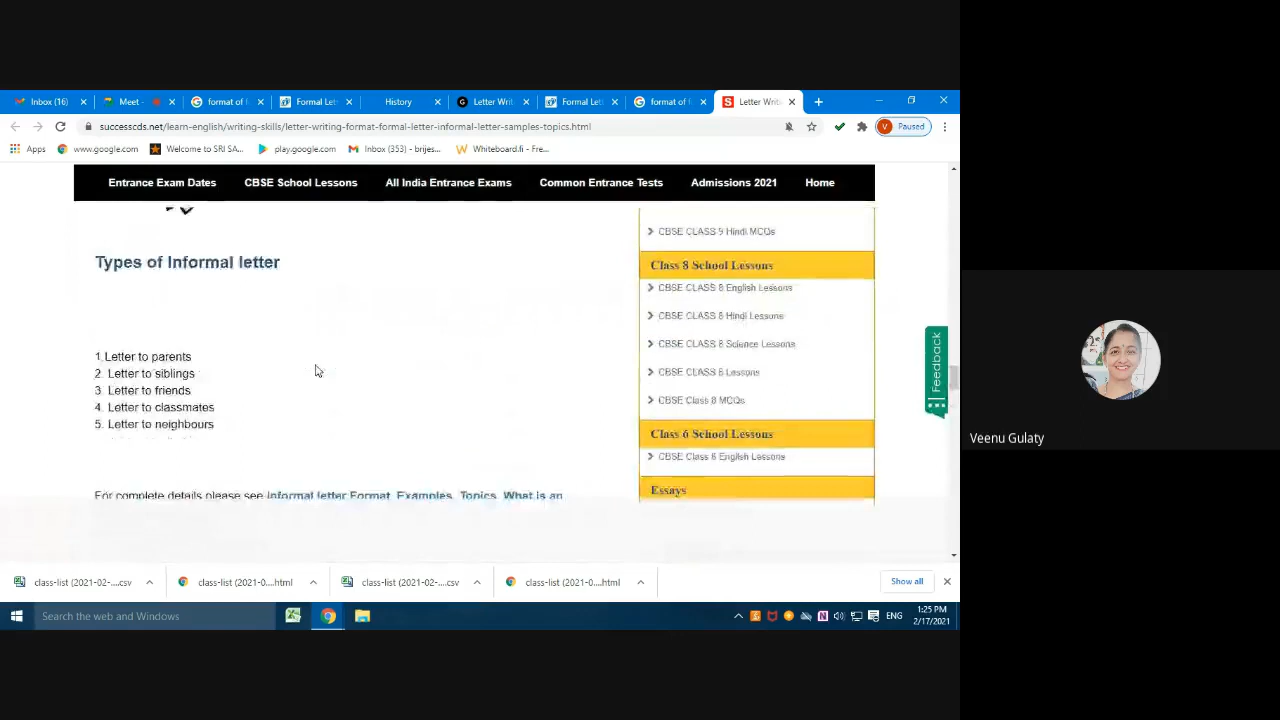 Inbox (16)
Meet -
format of
Formal Let
History
Letter Writ
Formal Lett
format of
Letter Writ
successcds.net/learn-english/writing-skills/letter-writing-format-formal-letter-informal-letter-samples-topics.html
Paused
Apps
www.google.com
Welcome to SRI SA...
play.google.com
Inbox (353) - brijes...
Whiteboard.fi - Fre...
Entrance Exam Dates
CBSE School Lessons
All India Entrance Exams
Common Entrance Tests
Admissions 2021
Home
Types of Informal letter
1 Letter to parents
2 Letter to siblings
3 Letter to friends
4. Letter to classmates
5. Letter to neighbours
For complete details please see Informal letter Format, Examples, Topics, What is an
CBSE CLASS 9 Hindi MCQs
Class 8 School Lessons
CBSE CLASS 8 English Lessons
CBSE CLASS 8 Hindi Lessons
CBSE CLASS 8 Science Lessons
CBSE CLASS 8 Lessons
CBSE Class 8 MCQs
Class 6 School Lessons
CBSE Class 6 English Lessons
Essays
Feedback
Veenu Gulaty
class-list (2021-02-....csv
class-list (2021-0....html
class-list (2021-02-....csv
class-list (2021-0....html
Show all
Search the web and Windows
ENG
1:25 PM
2/17/2021